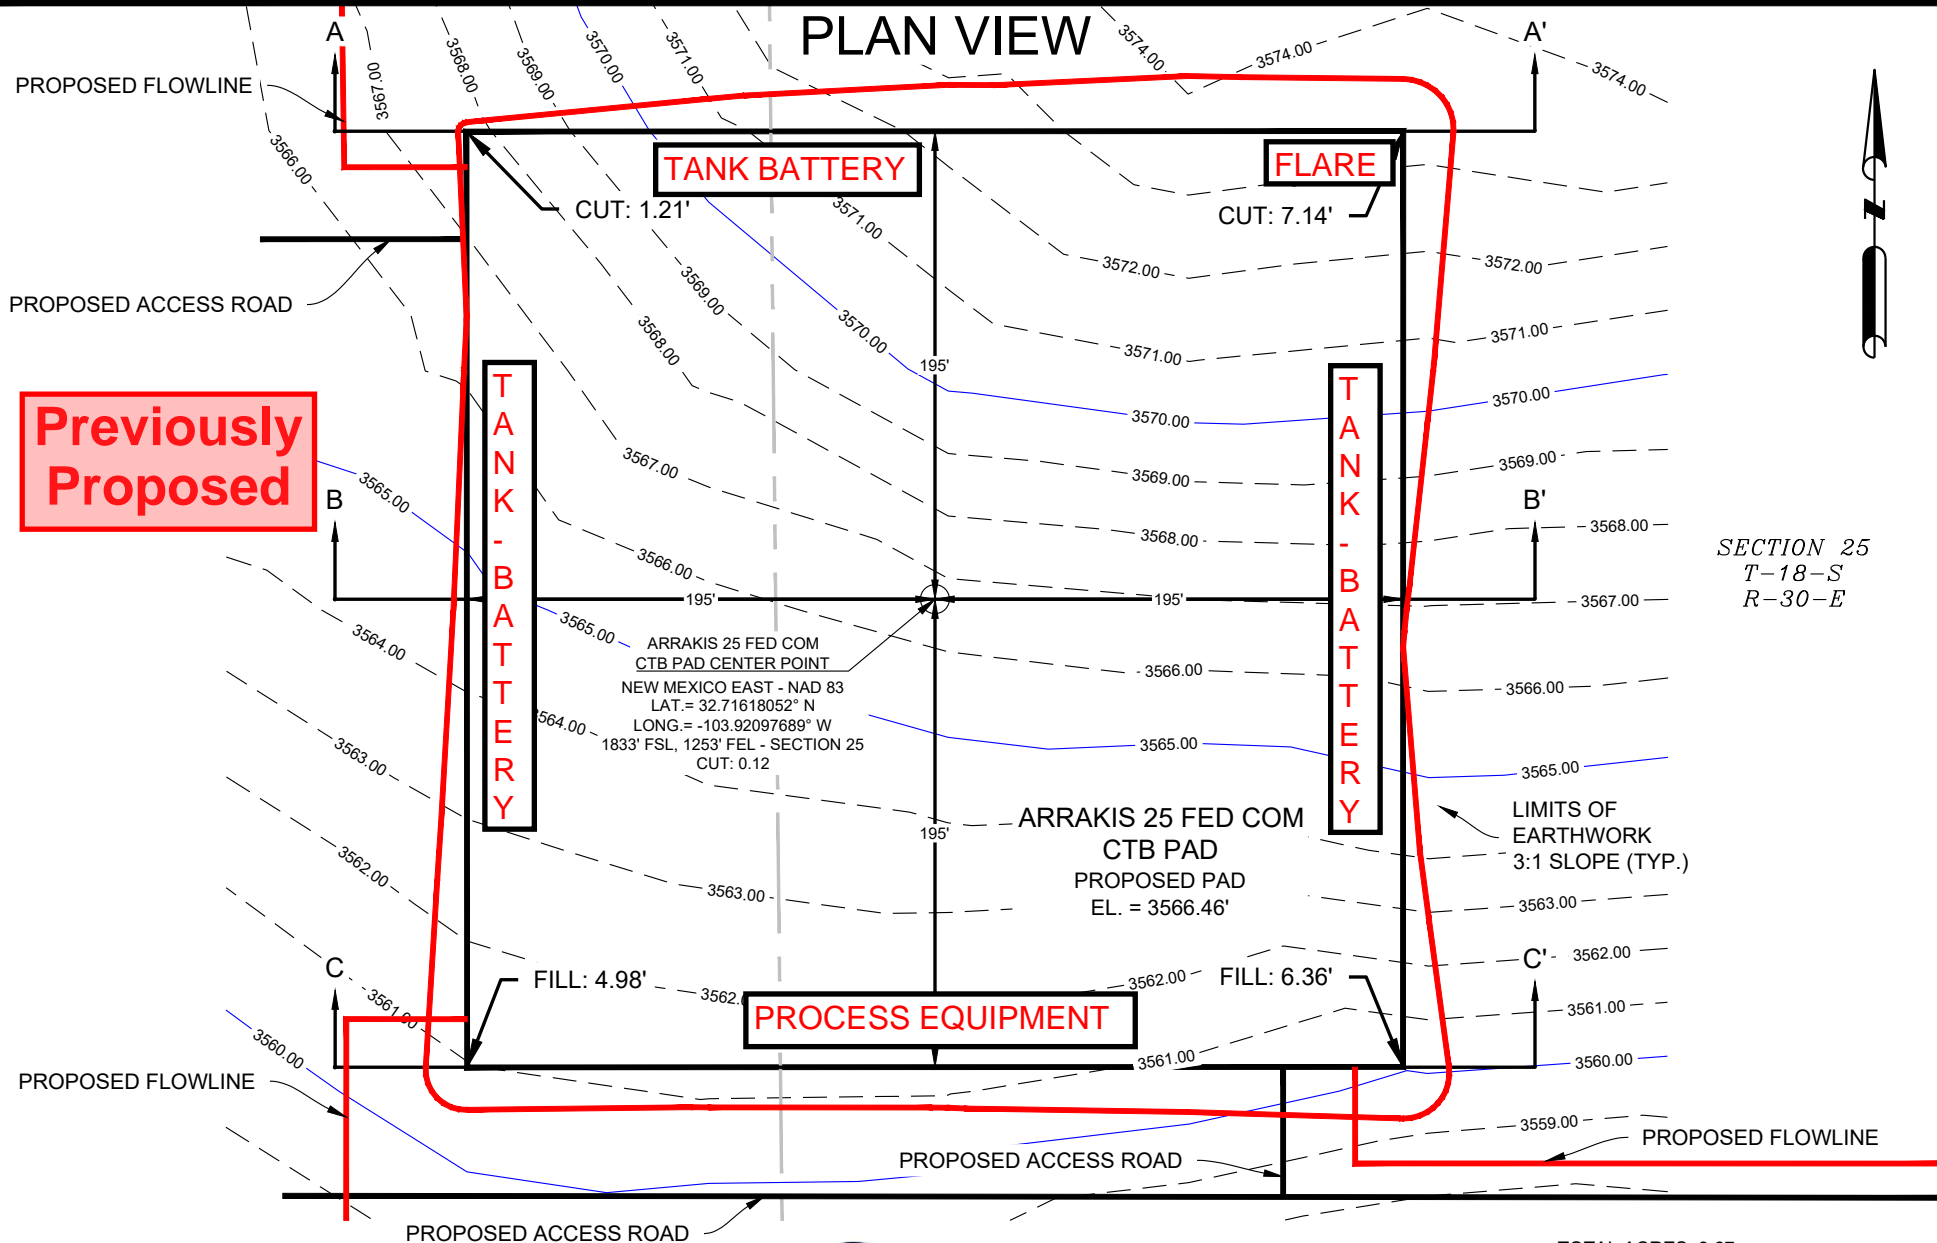 PLAN VIEW
A
A'
PROPOSED FLOWLINE
3566.00
3567.00
3568.00
3569.00
3570.00
3571.00
3574.00
3574.00
3574.00
TANK BATTERY
FLARE
CUT: 1.21'
CUT: 7.14'
PROPOSED ACCESS ROAD
3571.00
3572.00
3572.00
3569.00
3568.00
3570.00
3571.00
3571.00
195'
Previously
Proposed
TANK-BATTERY
TANK-BATTERY
3570.00
3570.00
3567.00
3569.00
3569.00
3565.00
B
B'
3568.00
3568.00
SECTION 25
T-18-S
R-30-E
3566.00
195'
195'
3567.00
3565.00
3564.00
ARRAKIS 25 FED COM
CTB PAD CENTER POINT
NEW MEXICO EAST - NAD 83
LAT.= 32.71618052° N
LONG.= -103.92097689° W
1833' FSL, 1253' FEL - SECTION 25
CUT: 0.12
3566.00
3566.00
3564.00
3565.00
3565.00
3563.00
195'
ARRAKIS 25 FED COM
CTB PAD
PROPOSED PAD
EL. = 3566.46'
LIMITS OF
EARTHWORK
3:1 SLOPE (TYP.)
3562.00
3563.00
3563.00
C
C'
3562.00
FILL: 4.98'
FILL: 6.36'
3562.00
3561.00
3562.0
PROCESS EQUIPMENT
3561.00
3560.00
3561.00
3560.00
PROPOSED FLOWLINE
3559.00
PROPOSED FLOWLINE
PROPOSED ACCESS ROAD
PROPOSED ACCESS ROAD